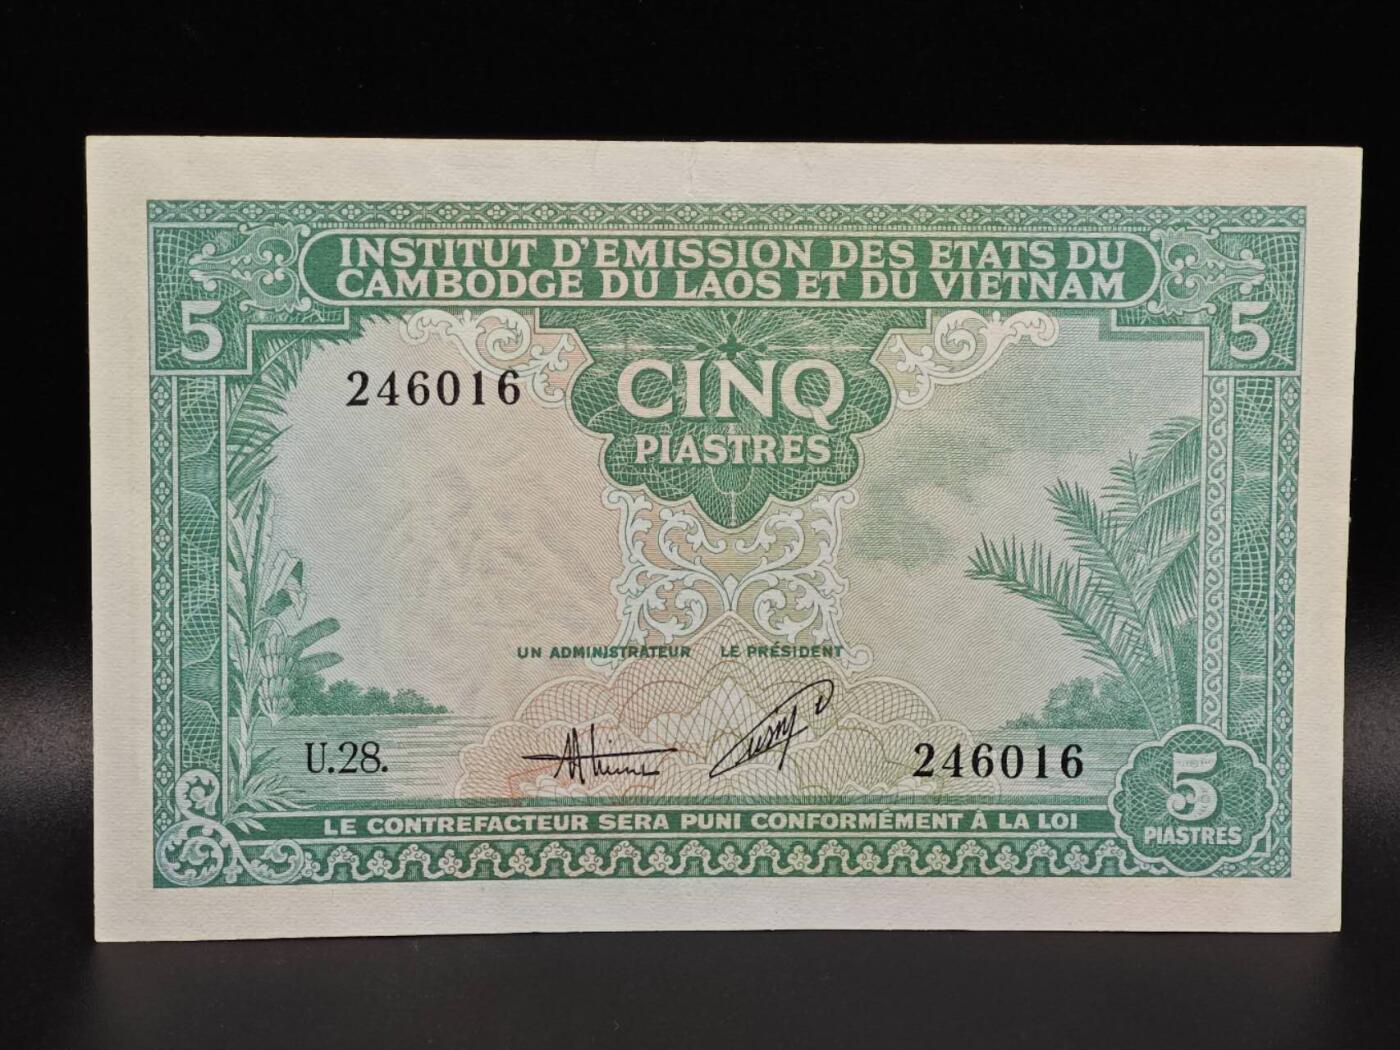 INSTITUT D'EMISSION DES ETATS DU
CAMBODGE DU LAOS ET DU VIETNAM
5
5
246016
CINQ
PIASTRES
UN ADMINISTRATEUR LE PRÉSIDENT
U.28.
246016
5
PIASTRES
LE CONTREFACTEUR SERA PUNI CONFORMÉMENT À LA LOI